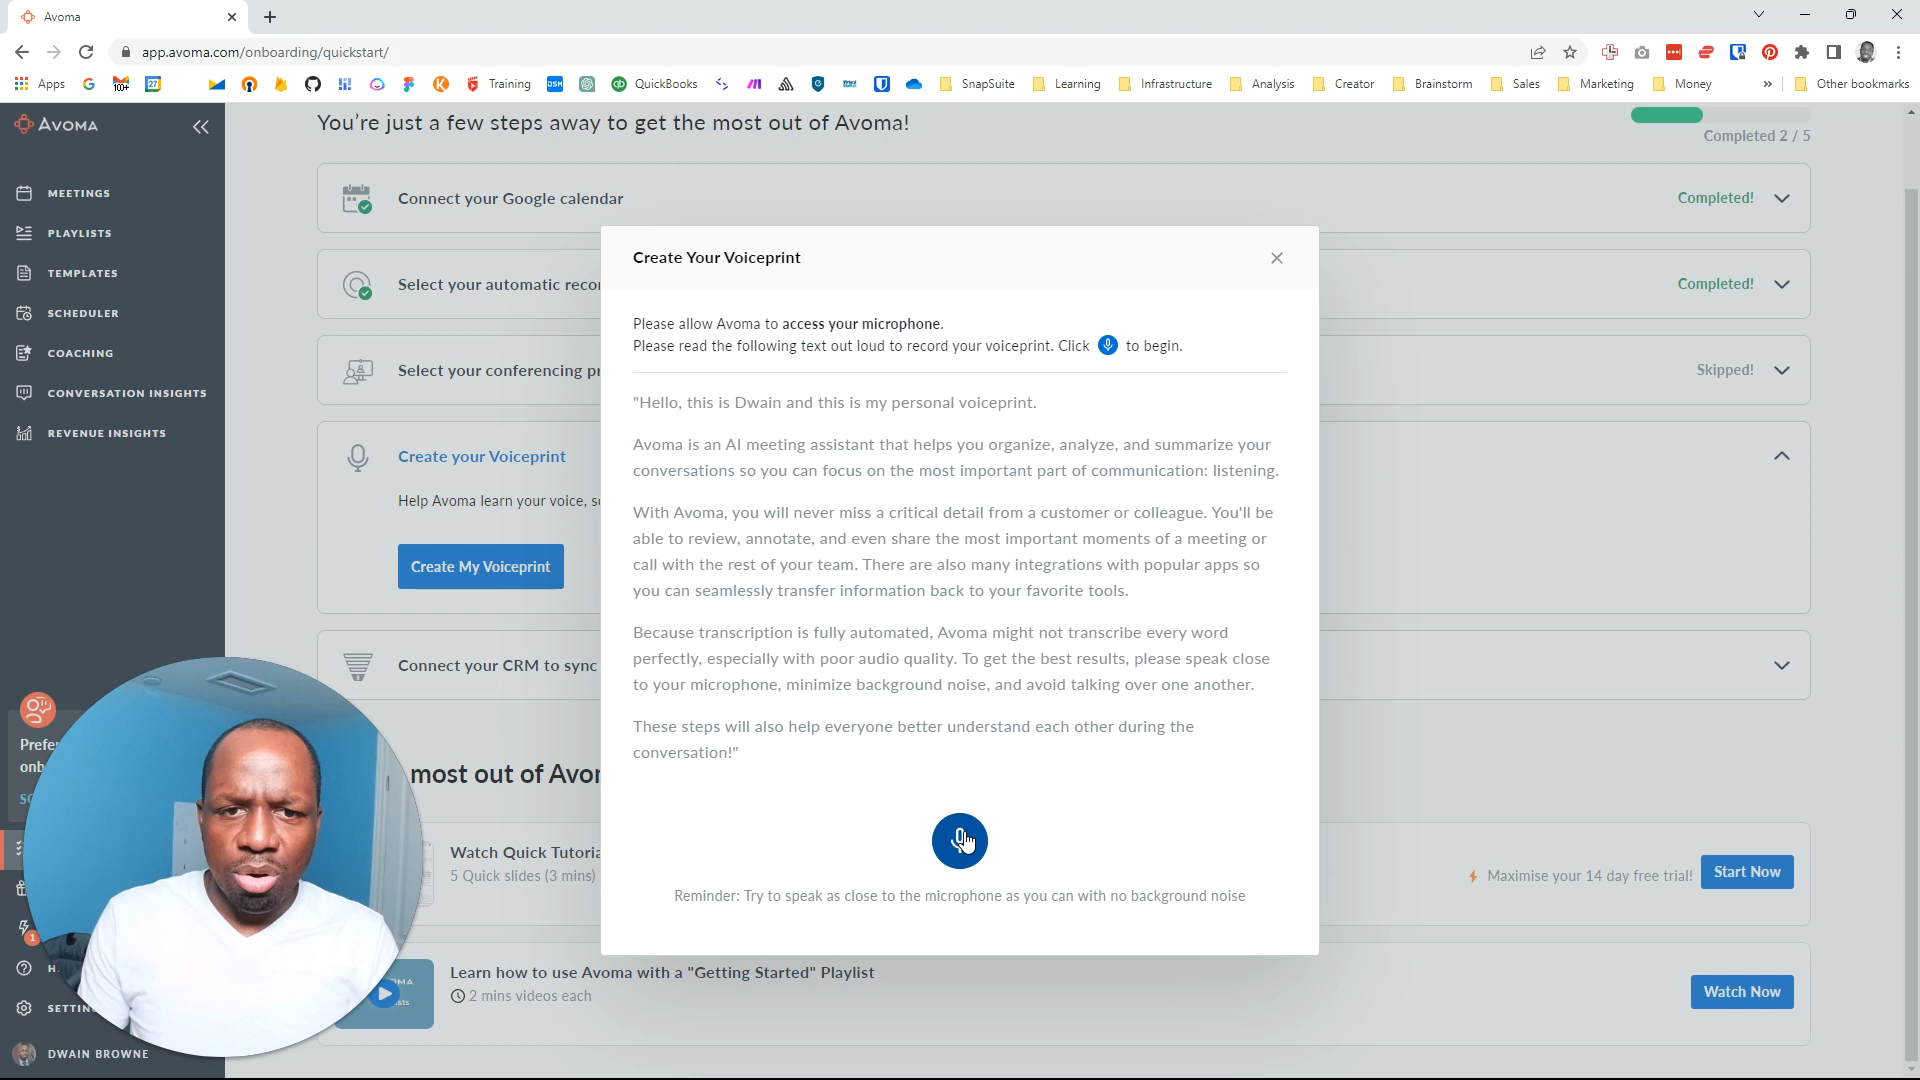 Avoma
app.avoma.com/onboarding/quickstart/
Apps
100+
27
Training
DSM
QuickBooks
SnapSuite
Learning
Infrastructure
Analysis
Creator
Brainstorm
Sales
Marketing
Money
»
Other bookmarks
AVOMA
You're just a few steps away to get the most out of Avoma!
Completed 2 / 5
MEETINGS
PLAYLISTS
TEMPLATES
SCHEDULER
COACHING
CONVERSATION INSIGHTS
REVENUE INSIGHTS
Connect your Google calendar
Completed!
Select your automatic reco
Completed!
Select your conferencing p
Skipped!
Create your Voiceprint
Help Avoma learn your voice, s
Create My Voiceprint
Connect your CRM to sync
Create Your Voiceprint
Please allow Avoma to access your microphone.
Please read the following text out loud to record your voiceprint. Click to begin.
"Hello, this is Dwain and this is my personal voiceprint.
Avoma is an AI meeting assistant that helps you organize, analyze, and summarize your
conversations so you can focus on the most important part of communication: listening.
With Avoma, you will never miss a critical detail from a customer or colleague. You'll be
able to review, annotate, and even share the most important moments of a meeting or
call with the rest of your team. There are also many integrations with popular apps so
you can seamlessly transfer information back to your favorite tools.
Because transcription is fully automated, Avoma might not transcribe every word
perfectly, especially with poor audio quality. To get the best results, please speak close
to your microphone, minimize background noise, and avoid talking over one another.
These steps will also help everyone better understand each other during the
conversation!"
Reminder: Try to speak as close to the microphone as you can with no background noise
Prefe
onb
most out of Avo
Watch Quick Tutoria
5 Quick slides (3 mins)
Maximise your 14 day free trial!
Start Now
Learn how to use Avoma with a "Getting Started" Playlist
2 mins videos each
Watch Now
1
H
SETTIN
DWAIN BROWNE